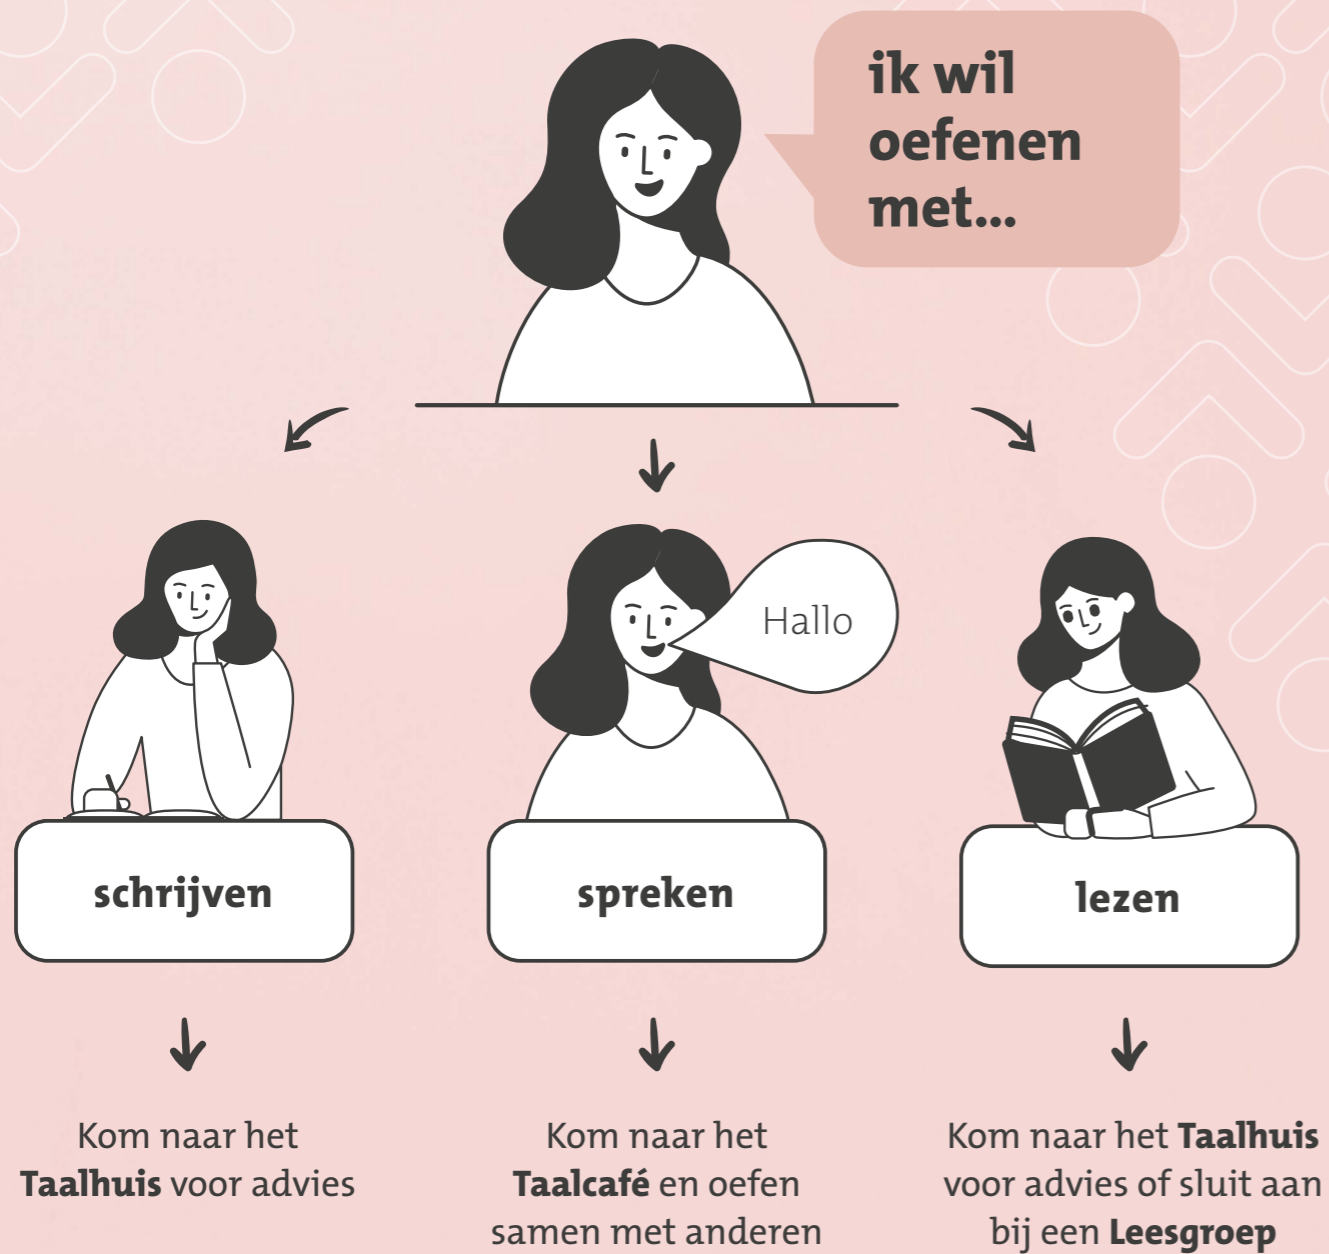 ik wil
oefenen
met...
Hallo
schrijven
spreken
lezen
Kom naar het
Taalhuis voor advies
Kom naar het
Taalcafé en oefen
samen met anderen
Kom naar het Taalhuis
voor advies of sluit aan
bij een Leesgroep